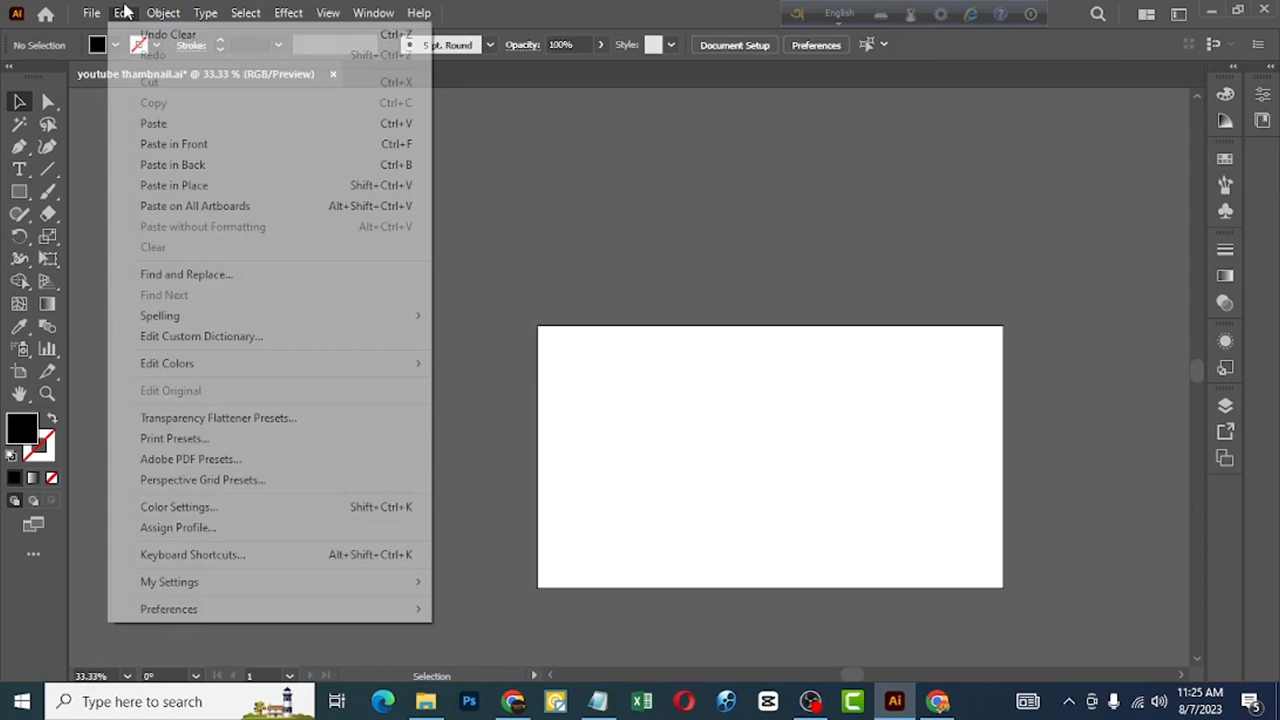 Ai File Edit Object Type Select Effect View Window Help English
No Selection Stroke: 5 pt. Round Opacity: 100% Style: Document Setup Preferences
youtube thumbnail.ai* @ 33.33 % (RGB/Preview) ×
Undo Clear Ctrl+Z
Redo Shift+Ctrl+Z
Cut Ctrl+X
Copy Ctrl+C
Paste Ctrl+V
Paste in Front Ctrl+F
Paste in Back Ctrl+B
Paste in Place Shift+Ctrl+V
Paste on All Artboards Alt+Shift+Ctrl+V
Paste without Formatting Alt+Ctrl+V
Clear
Find and Replace...
Find Next
Spelling
Edit Custom Dictionary...
Edit Colors
Edit Original
Transparency Flattener Presets...
Print Presets...
Adobe PDF Presets...
Perspective Grid Presets...
Color Settings... Shift+Ctrl+K
Assign Profile...
Keyboard Shortcuts... Alt+Shift+Ctrl+K
My Settings
Preferences
33.33% 0° 1 Selection
Type here to search Ps Ai 11:25 AM
8/7/2023 5